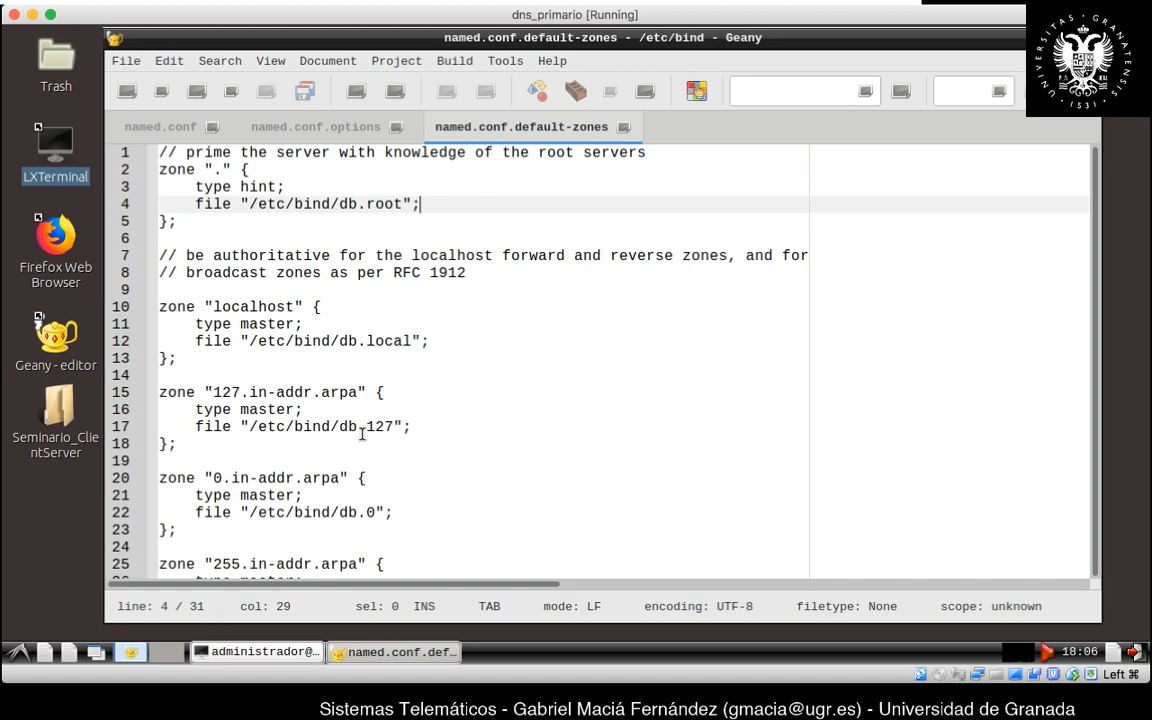 dns_primario [Running]
named.conf.default-zones - /etc/bind - Geany
File Edit Search View Document Project Build Tools Help
named.conf named.conf.options named.conf.default-zones
Trash
LXTerminal
Firefox Web
Browser
Geany - editor
Seminario_Clie
ntServer
1 // prime the server with knowledge of the root servers
2 zone "." {
3 type hint;
4 file "/etc/bind/db.root";
5 };
6
7 // be authoritative for the localhost forward and reverse zones, and for
8 // broadcast zones as per RFC 1912
9
10 zone "localhost" {
11 type master;
12 file "/etc/bind/db.local";
13 };
14
15 zone "127.in-addr.arpa" {
16 type master;
17 file "/etc/bind/db.127";
18 };
19
20 zone "0.in-addr.arpa" {
21 type master;
22 file "/etc/bind/db.0";
23 };
24
25 zone "255.in-addr.arpa" {
line: 4 / 31 col: 29 sel: 0 INS TAB mode: LF encoding: UTF-8 filetype: None scope: unknown
administrador@... named.conf.def... 18:06
Left ⌘
UNIVERSITAS GRANATENSIS
1531
Sistemas Telemáticos - Gabriel Maciá Fernández (gmacia@ugr.es) - Universidad de Granada